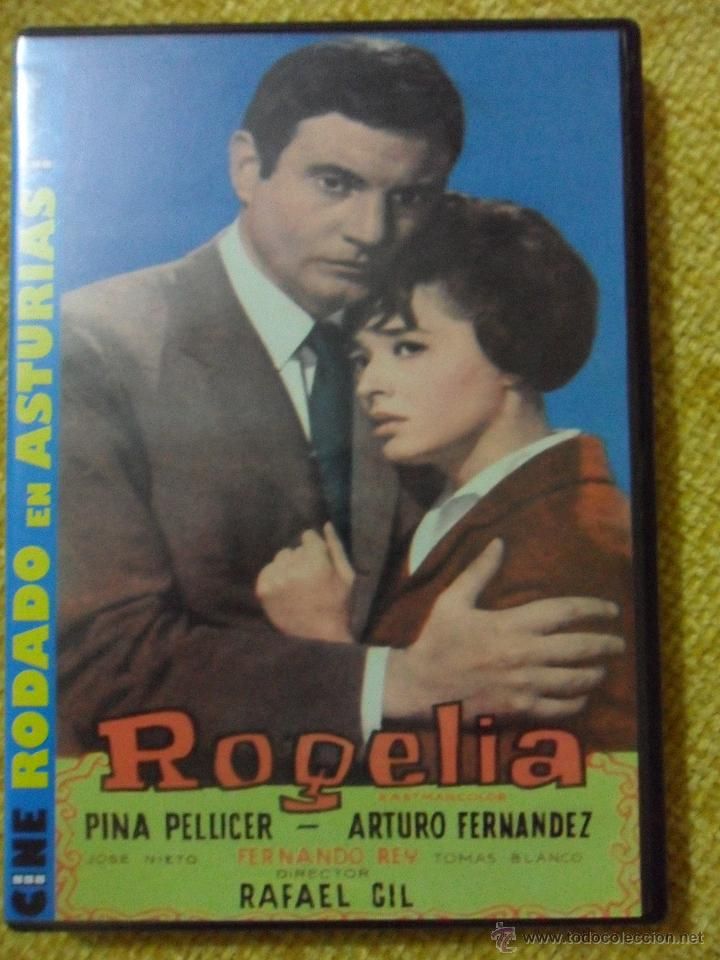 CINE RODADO EN ASTURIAS...
Rogelia
EASTMANCOLOR
PINA PELLICER — ARTURO FERNANDEZ
JOSE NIETO FERNANDO REY TOMAS BLANCO
DIRECTOR
RAFAEL GIL
© www.todocoleccion.net